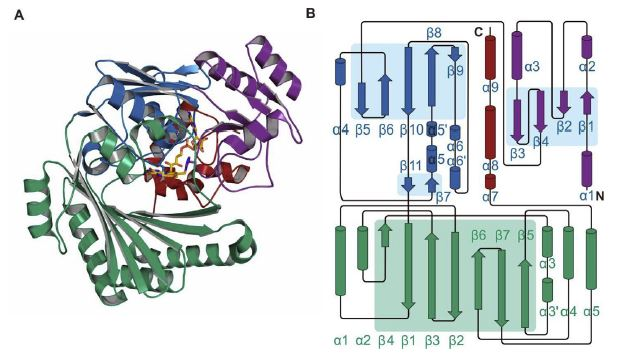 A
B
β8
C
α3
α2
β9
α9
α4
β5
β6
β10
α5'
α6
β2
β1
β3
β4
β11
α5
α6'
α8
β7
α7
α1
N
β6
β7
β5
α3
α3'
α1
α2
β4
β1
β3
β2
α4
α5